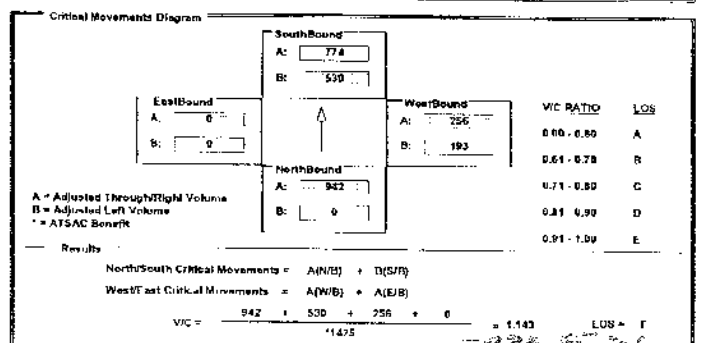 Critical Movements Diagram
SouthBound
A: 774
B: 530
EastBound
A: 0
B: 0
WestBound
A: 256
B: 193
NorthBound
A: 942
B: 0
V/C RATIO LOS
0.00 - 0.60 A
0.61 - 0.70 B
0.71 - 0.80 C
0.81 - 0.90 D
0.91 - 1.00 E
A = Adjusted Through/Right Volume
B = Adjusted Left Volume
* = ATSAC Benefit
Results
North/South Critical Movements = A(N/B) + B(S/B)
West/East Critical Movements = A(W/B) + A(E/B)
V/C = 942 + 530 + 256 + 0 = 1.143 LOS = F
*1425